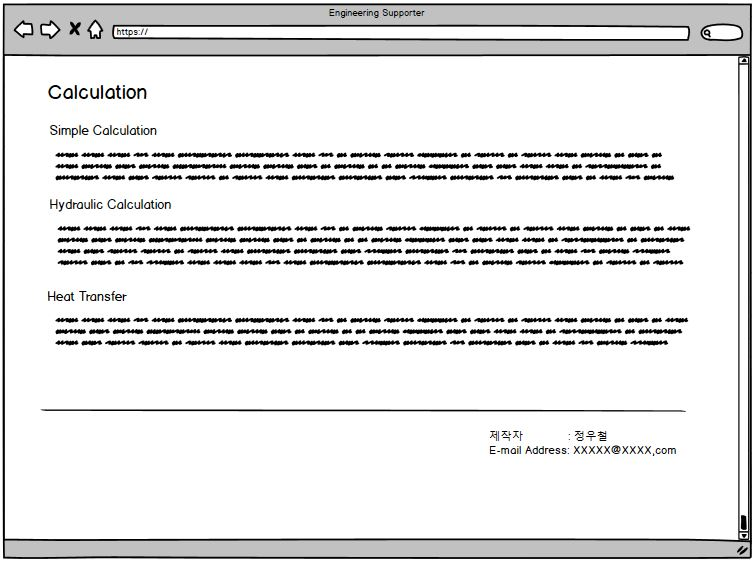 Engineering Supporter
https://
Calculation
Simple Calculation
Hydraulic Calculation
Heat Transfer
제작자 : 정우철
E-mail Address: XXXXX@XXXX,com